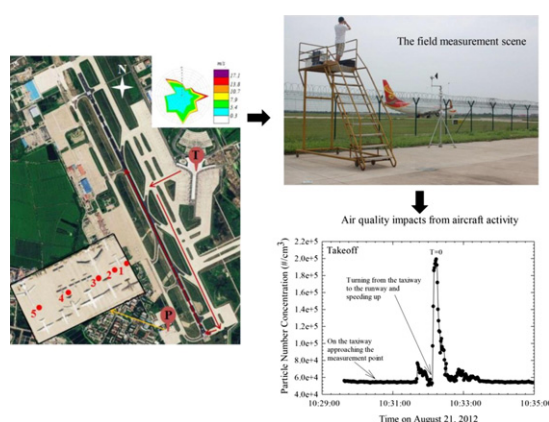 N
m/s
17.1
13.8
10.7
7.9
5.4
0.3
T
P
1
2
3
4
5
The field measurement scene
Air quality impacts from aircraft activity
Particle Number Concentration (#/cm³)
2.2e+5
2.0e+5
1.8e+5
1.6e+5
1.4e+5
1.2e+5
1.0e+5
8.0e+4
6.0e+4
4.0e+4
Takeoff
T=0
Turning from the taxiway
to the runway and
speeding up
On the taxiway
approaching the
measurement point
10:29:00
10:31:00
10:33:00
10:35:00
Time on August 21, 2012